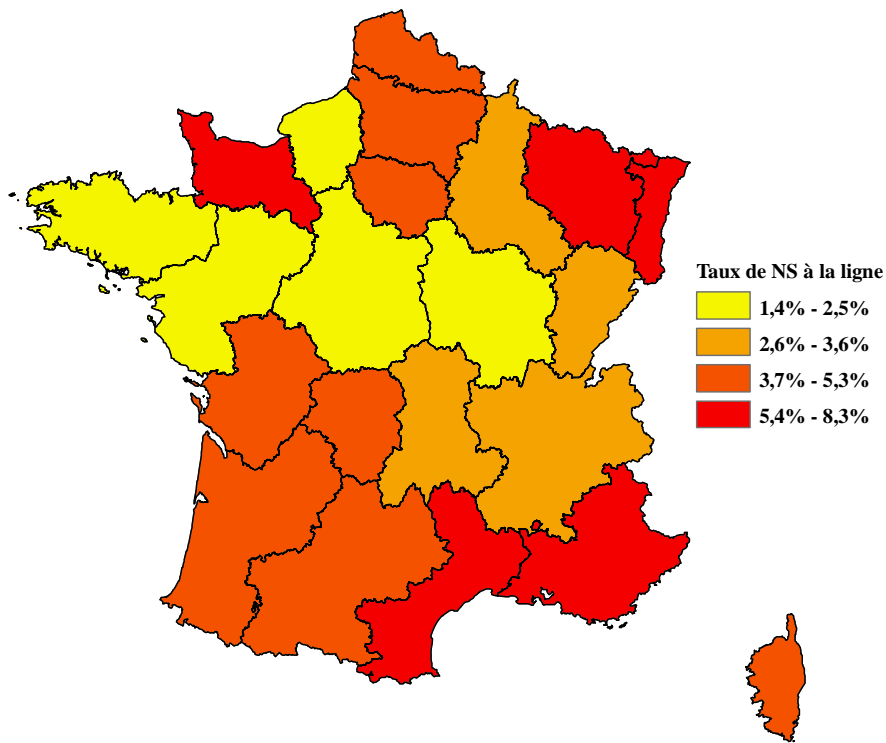 Taux de NS à la ligne
1,4% - 2,5%
2,6% - 3,6%
3,7% - 5,3%
5,4% - 8,3%